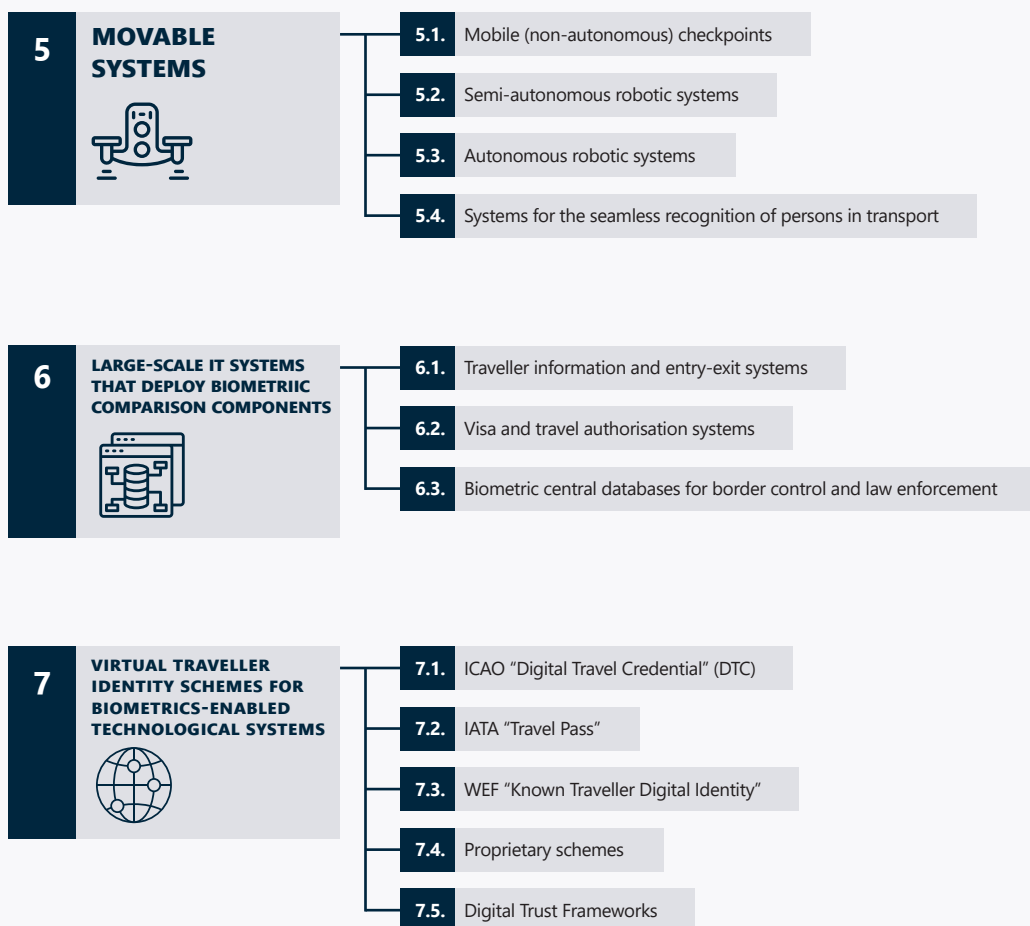 5
MOVABLE
SYSTEMS
5.1. Mobile (non-autonomous) checkpoints
5.2. Semi-autonomous robotic systems
5.3. Autonomous robotic systems
5.4. Systems for the seamless recognition of persons in transport
6
LARGE-SCALE IT SYSTEMS
THAT DEPLOY BIOMETRIIC
COMPARISON COMPONENTS
6.1. Traveller information and entry-exit systems
6.2. Visa and travel authorisation systems
6.3. Biometric central databases for border control and law enforcement
7
VIRTUAL TRAVELLER
IDENTITY SCHEMES FOR
BIOMETRICS-ENABLED
TECHNOLOGICAL SYSTEMS
7.1. ICAO “Digital Travel Credential” (DTC)
7.2. IATA “Travel Pass”
7.3. WEF “Known Traveller Digital Identity”
7.4. Proprietary schemes
7.5. Digital Trust Frameworks